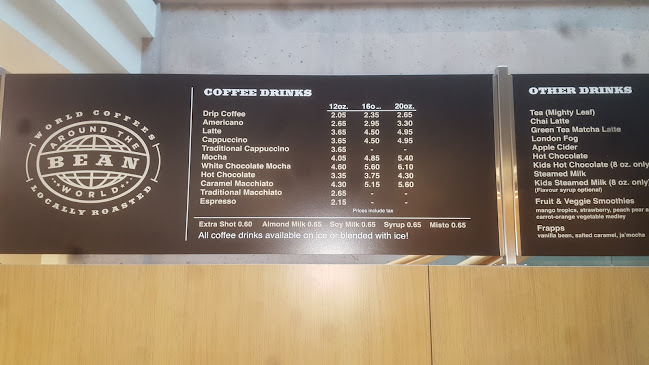 WORLD COFFEES
AROUND THE
BEAN
WORLD
LOCALLY ROASTED
COFFEE DRINKS
12oz. 16o 20oz.
Drip Coffee 2.05 2.35 2.65
Americano 2.65 2.95 3.30
Latte 3.65 4.50 4.95
Cappuccino 3.65 4.50 4.95
Traditional Cappuccino 3.65 - -
Mocha 4.05 4.85 5.40
White Chocolate Mocha 4.60 5.60 6.10
Hot Chocolate 3.35 3.75 4.30
Caramel Macchiato 4.30 5.15 5.60
Traditional Macchiato 2.65 - -
Espresso 2.15 - -
Prices include tax
Extra Shot 0.60 Almond Milk 0.65 Soy Milk 0.65 Syrup 0.65 Misto 0.65
All coffee drinks available on ice or blended with ice!
OTHER DRINKS
Tea (Mighty Leaf)
Chai Latte
Green Tea Matcha Latte
London Fog
Apple Cider
Hot Chocolate
Kids Hot Chocolate (8 oz. only)
Steamed Milk
Kids Steamed Milk (8 oz. only)
(Flavour syrup optional)
Fruit & Veggie Smoothies
mango tropics, strawberry, peach pear a
carrot-orange vegetable medley
Frapps
vanilla bean, salted caramel, ja'mocha